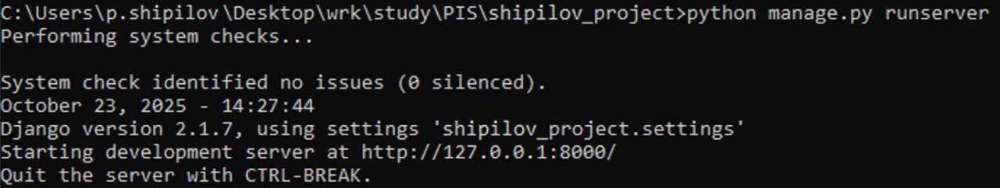 C:\Users\p.shipilov\Desktop\wrk\study\PIS\shipilov_project>python manage.py runserver
Performing system checks...
System check identified no issues (0 silenced).
October 23, 2025 - 14:27:44
Django version 2.1.7, using settings 'shipilov_project.settings'
Starting development server at http://127.0.0.1:8000/
Quit the server with CTRL-BREAK.